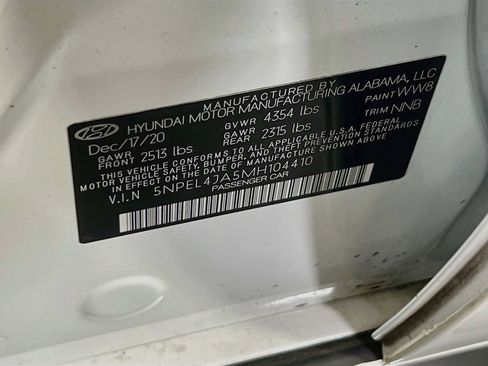 MANUFACTURED BY
HYUNDAI MOTOR MANUFACTURING ALABAMA, LLC
Dec/17/20 GVWR 4354 lbs PAINT WW8
GAWR FRONT 2513 lbs GAWR REAR 2315 lbs TRIM NNB
THIS VEHICLE CONFORMS TO ALL APPLICABLE U.S.A. FEDERAL
MOTOR VEHICLE SAFETY, BUMPER, AND THEFT PREVENTION STANDARDS
IN EFFECT ON THE DATE OF MANUFACTURE SHOWN ABOVE.
V.I.N 5NPEL4JA5MH104410
PASSENGER CAR